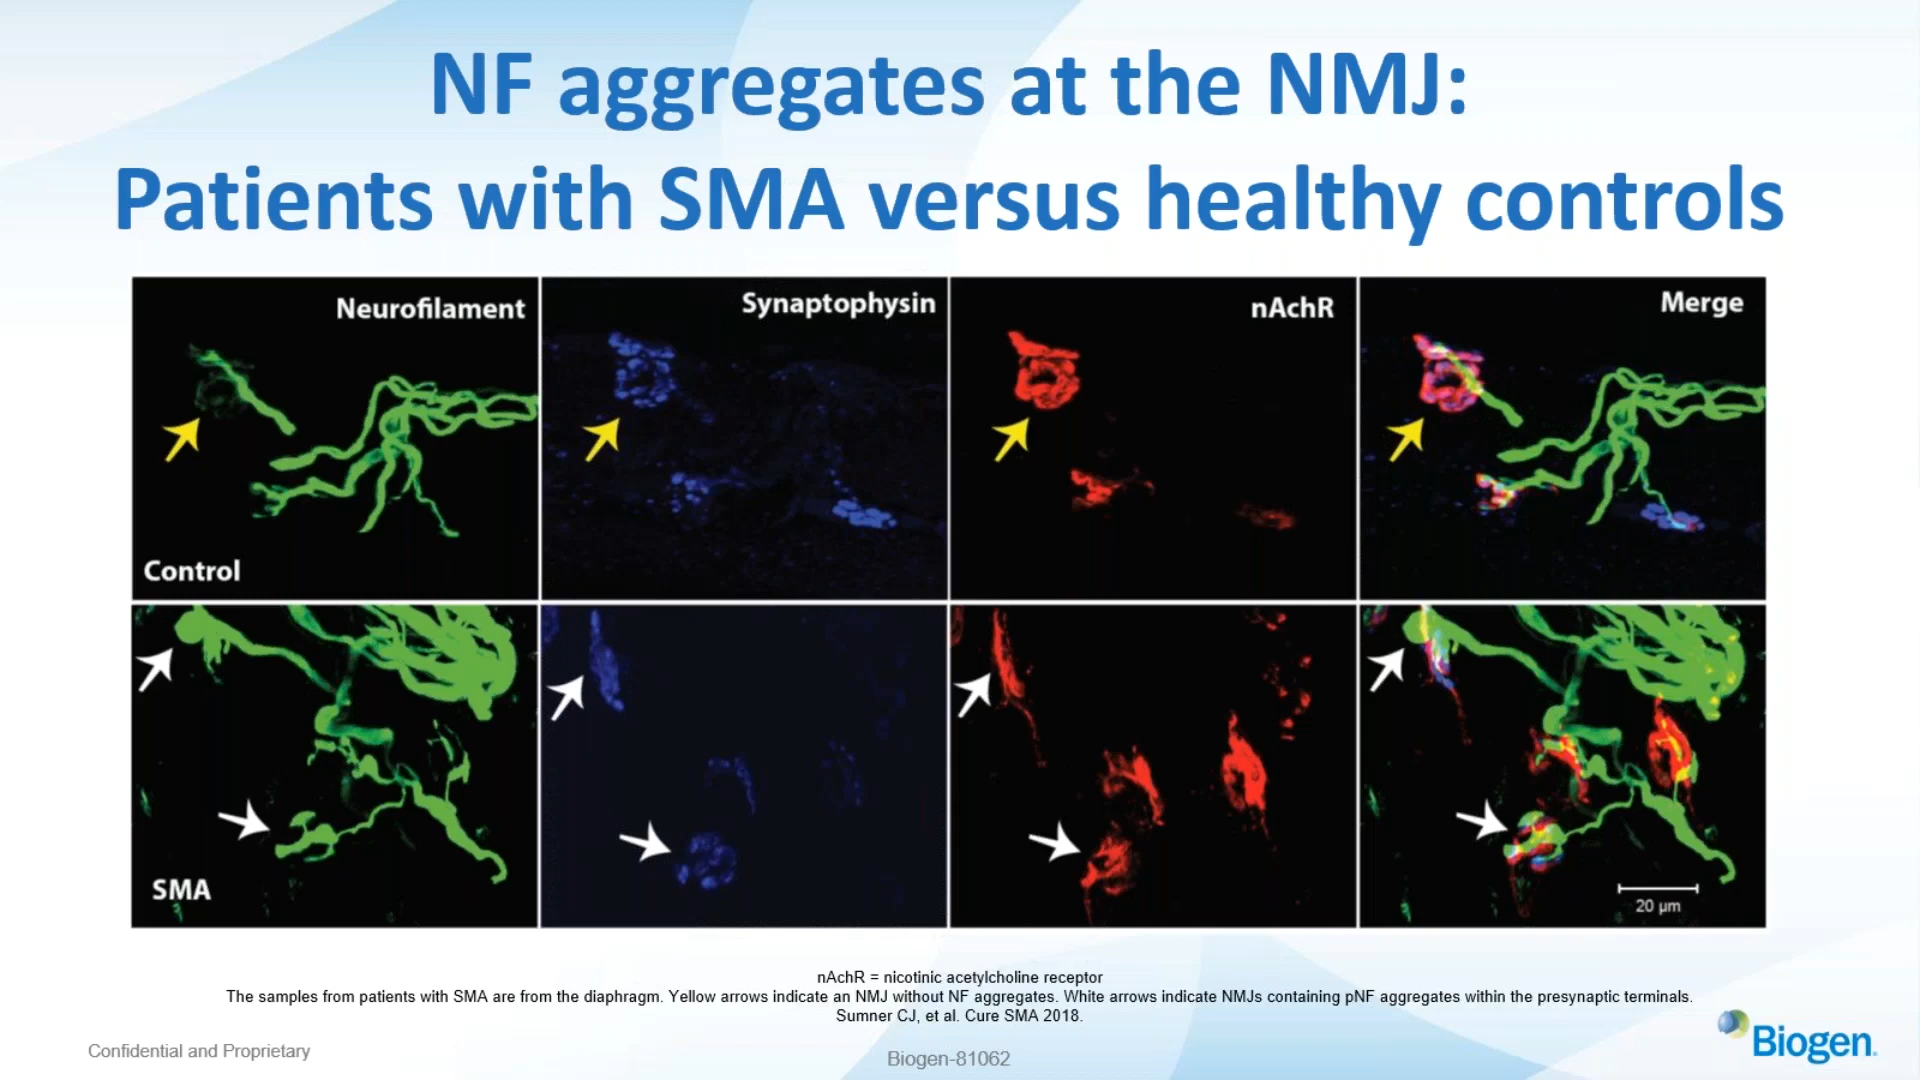 NF aggregates at the NMJ:
Patients with SMA versus healthy controls
Neurofilament
Synaptophysin
nAchR
Merge
Control
SMA
20 µm
nAchR = nicotinic acetylcholine receptor
The samples from patients with SMA are from the diaphragm. Yellow arrows indicate an NMJ without NF aggregates. White arrows indicate NMJs containing pNF aggregates within the presynaptic terminals.
Sumner CJ, et al. Cure SMA 2018.
Confidential and Proprietary
Biogen-81062
Biogen.